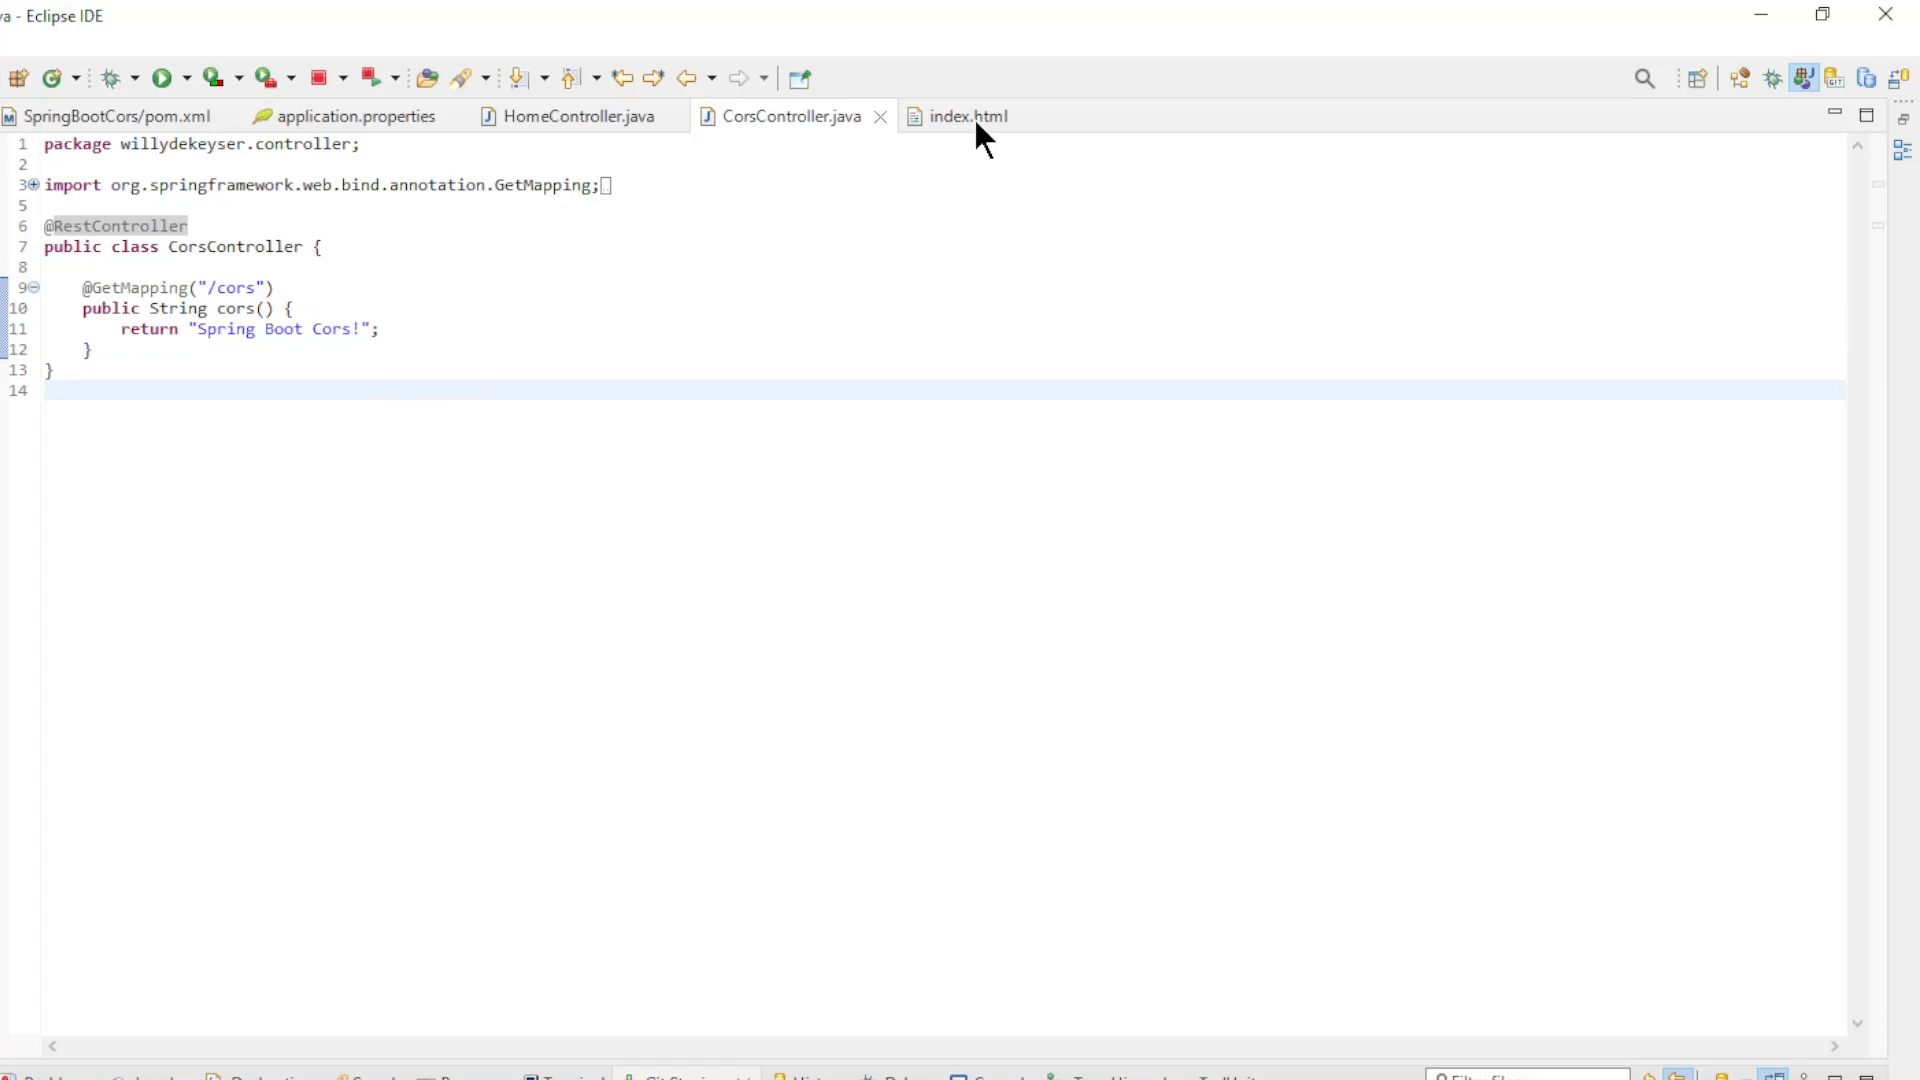 va - Eclipse IDE
SpringBootCors/pom.xml application.properties HomeController.java CorsController.java index.html
1 package willydekeyser.controller;
2
3 import org.springframework.web.bind.annotation.GetMapping;
5
6 @RestController
7 public class CorsController {
8
9 @GetMapping("/cors")
10 public String cors() {
11 return "Spring Boot Cors!";
12 }
13 }
14